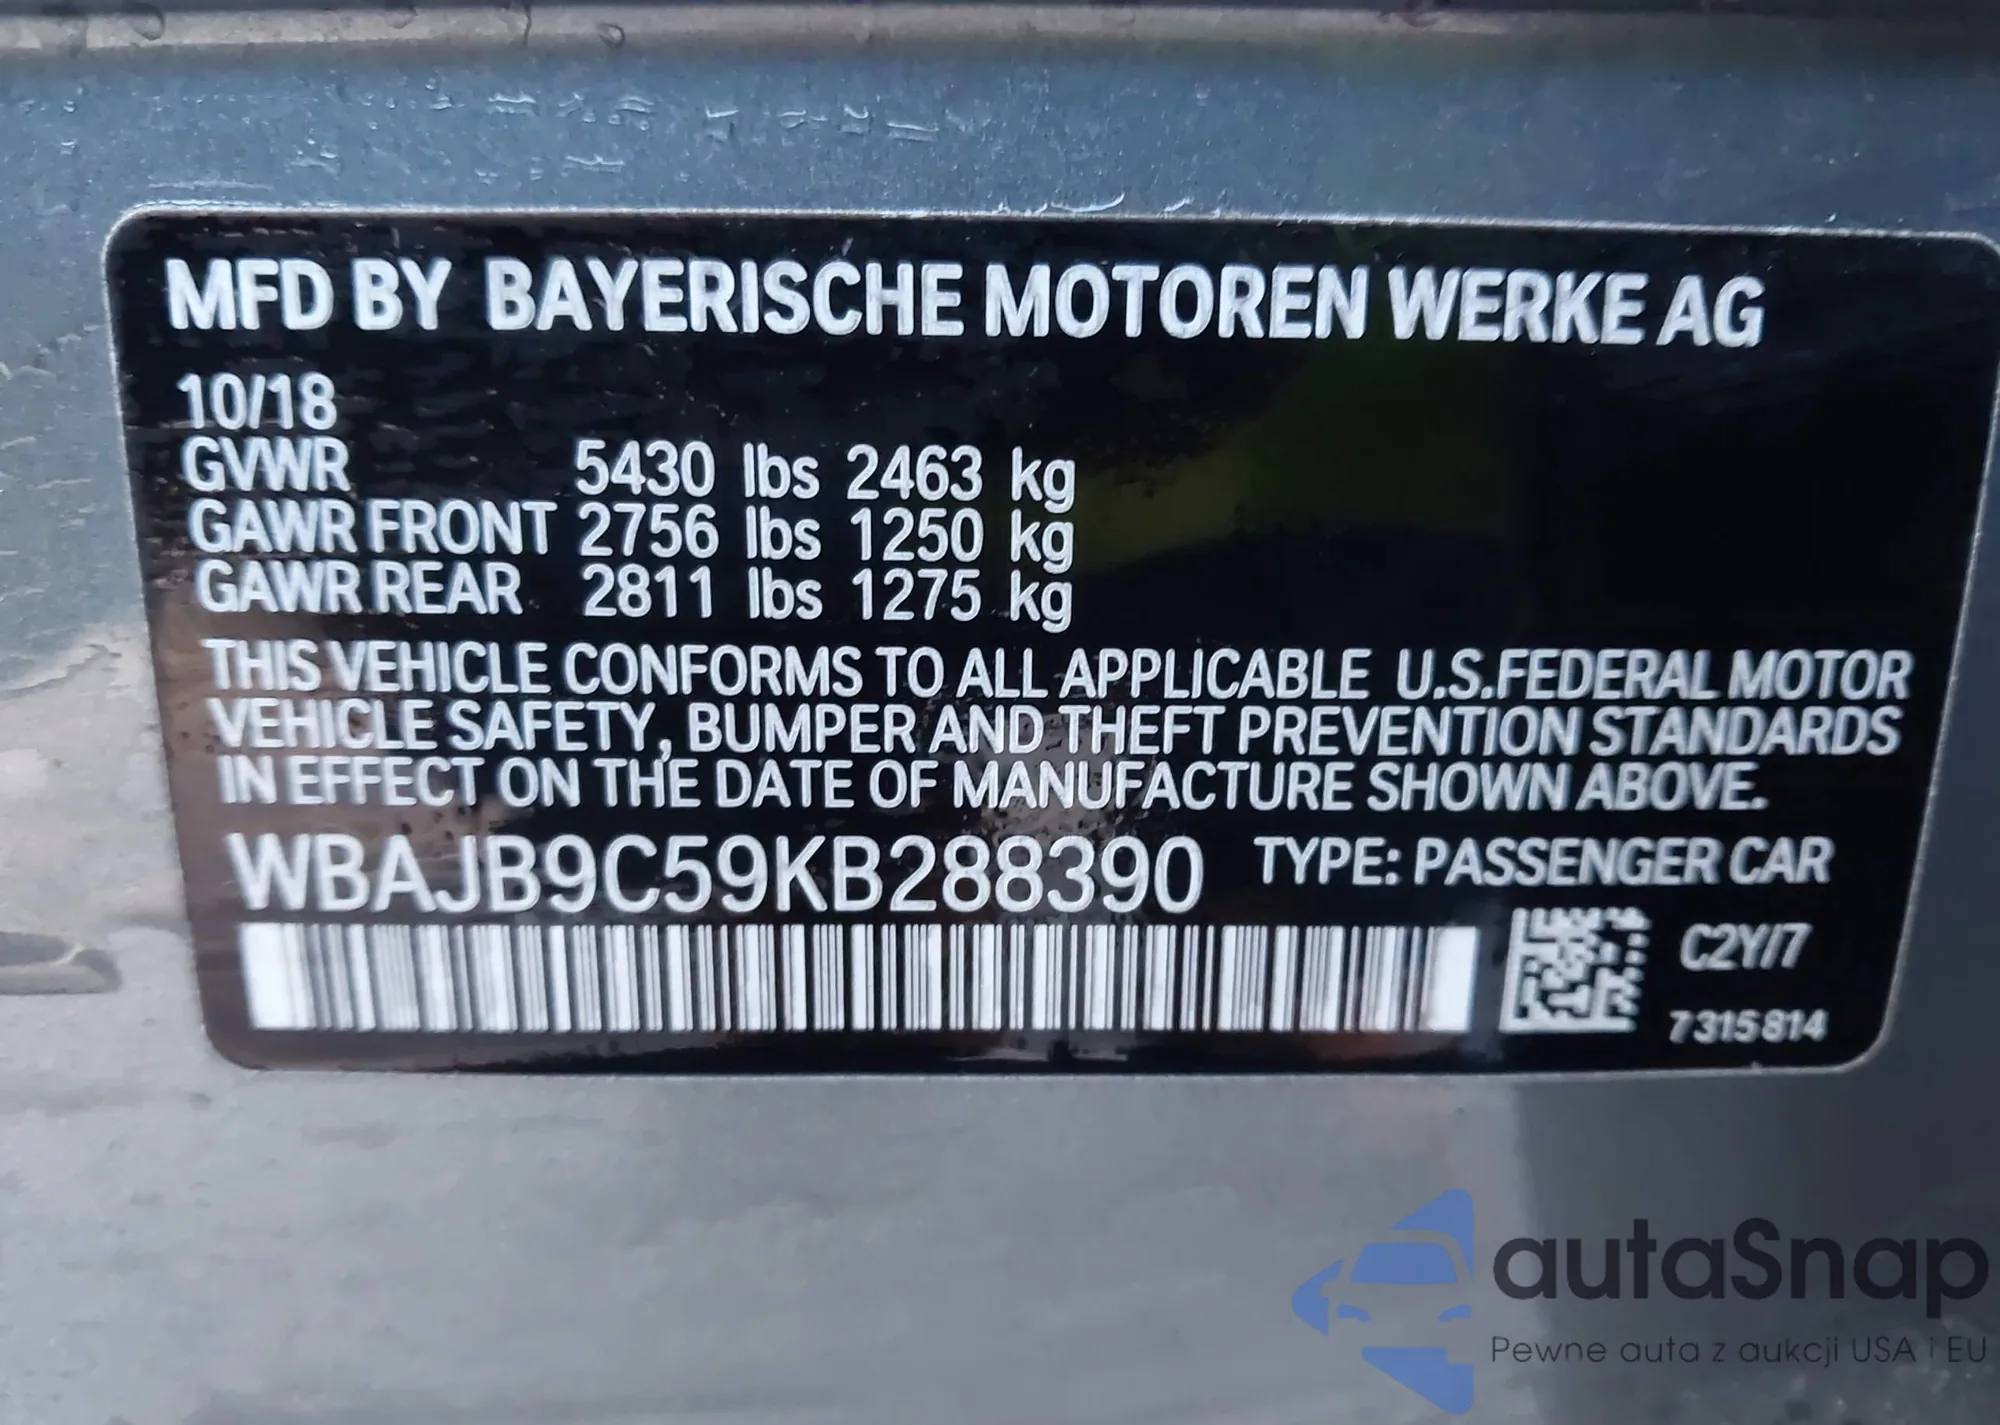 MFD BY BAYERISCHE MOTOREN WERKE AG
10/18
GVWR 5430 lbs 2463 kg
GAWR FRONT 2756 lbs 1250 kg
GAWR REAR 2811 lbs 1275 kg
THIS VEHICLE CONFORMS TO ALL APPLICABLE U.S.FEDERAL MOTOR
VEHICLE SAFETY, BUMPER AND THEFT PREVENTION STANDARDS
IN EFFECT ON THE DATE OF MANUFACTURE SHOWN ABOVE.
WBAJB9C59KB288390 TYPE: PASSENGER CAR
C2Y/7
7315814
autaSnap
Pewne auta z aukcji USA i EU